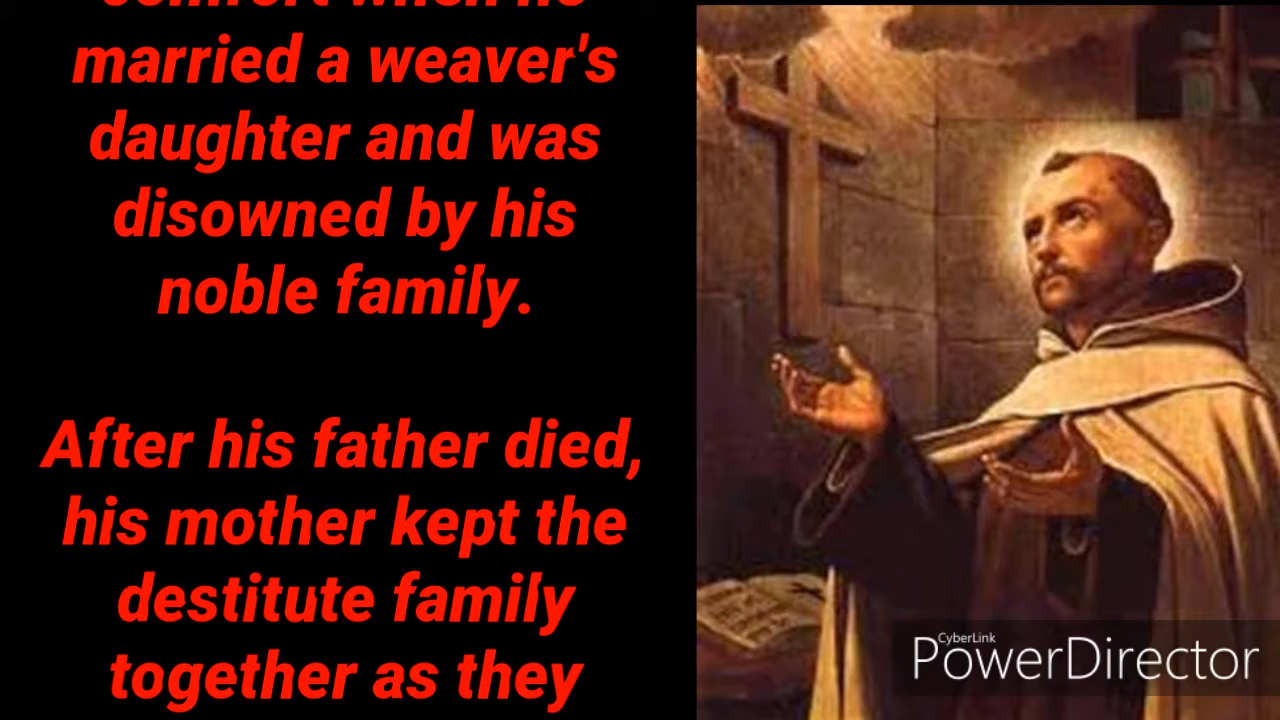 married a weaver's
daughter and was
disowned by his
noble family.
After his father died,
his mother kept the
destitute family
together as they
CyberLink
PowerDirector